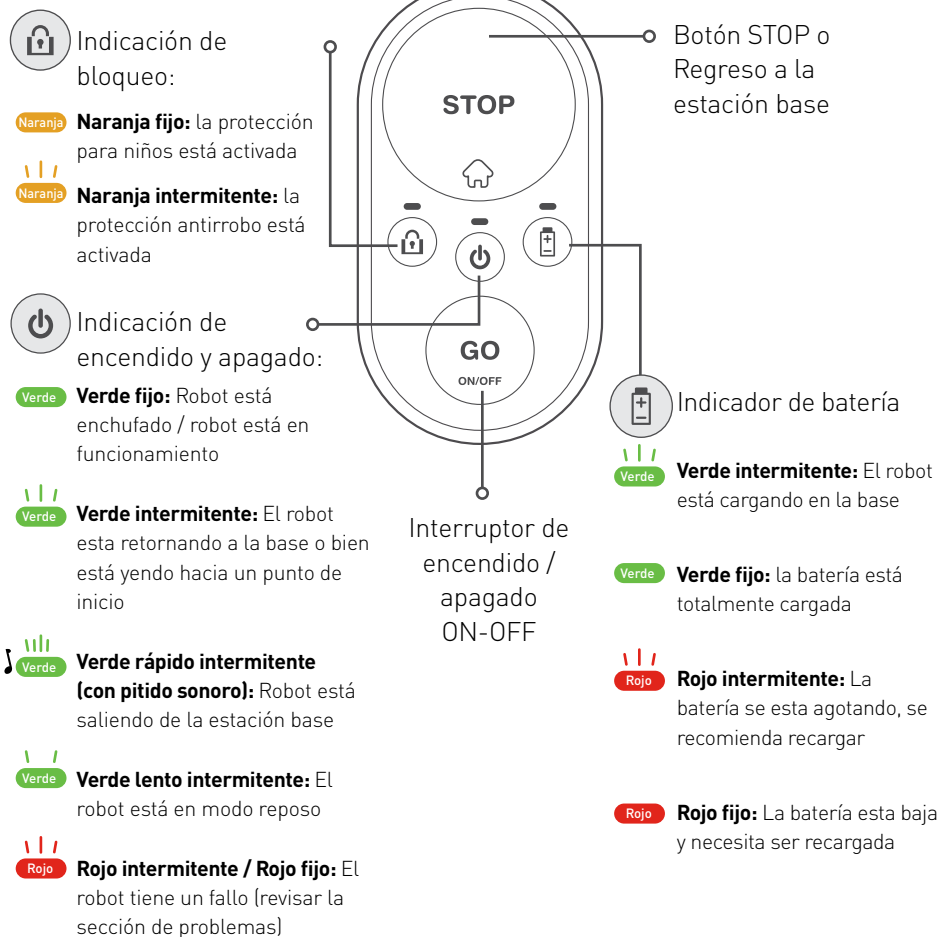 Indicación de
bloqueo:
Naranja
Naranja fijo: la protección
para niños está activada
Naranja
Naranja intermitente: la
protección antirrobo está
activada
Indicación de
encendido y apagado:
Verde
Verde fijo: Robot está
enchufado / robot está en
funcionamiento
Verde
Verde intermitente: El robot
esta retornando a la base o bien
está yendo hacia un punto de
inicio
Verde
Verde rápido intermitente
(con pitido sonoro): Robot está
saliendo de la estación base
Verde
Verde lento intermitente: El
robot está en modo reposo
Rojo
Rojo intermitente / Rojo fijo: El
robot tiene un fallo (revisar la
sección de problemas)
STOP
GO
ON/OFF
Interruptor de
encendido /
apagado
ON-OFF
Botón STOP o
Regreso a la
estación base
Indicador de batería
Verde
Verde intermitente: El robot
está cargando en la base
Verde
Verde fijo: la batería está
totalmente cargada
Rojo
Rojo intermitente: La
batería se esta agotando, se
recomienda recargar
Rojo
Rojo fijo: La batería esta baja
y necesita ser recargada